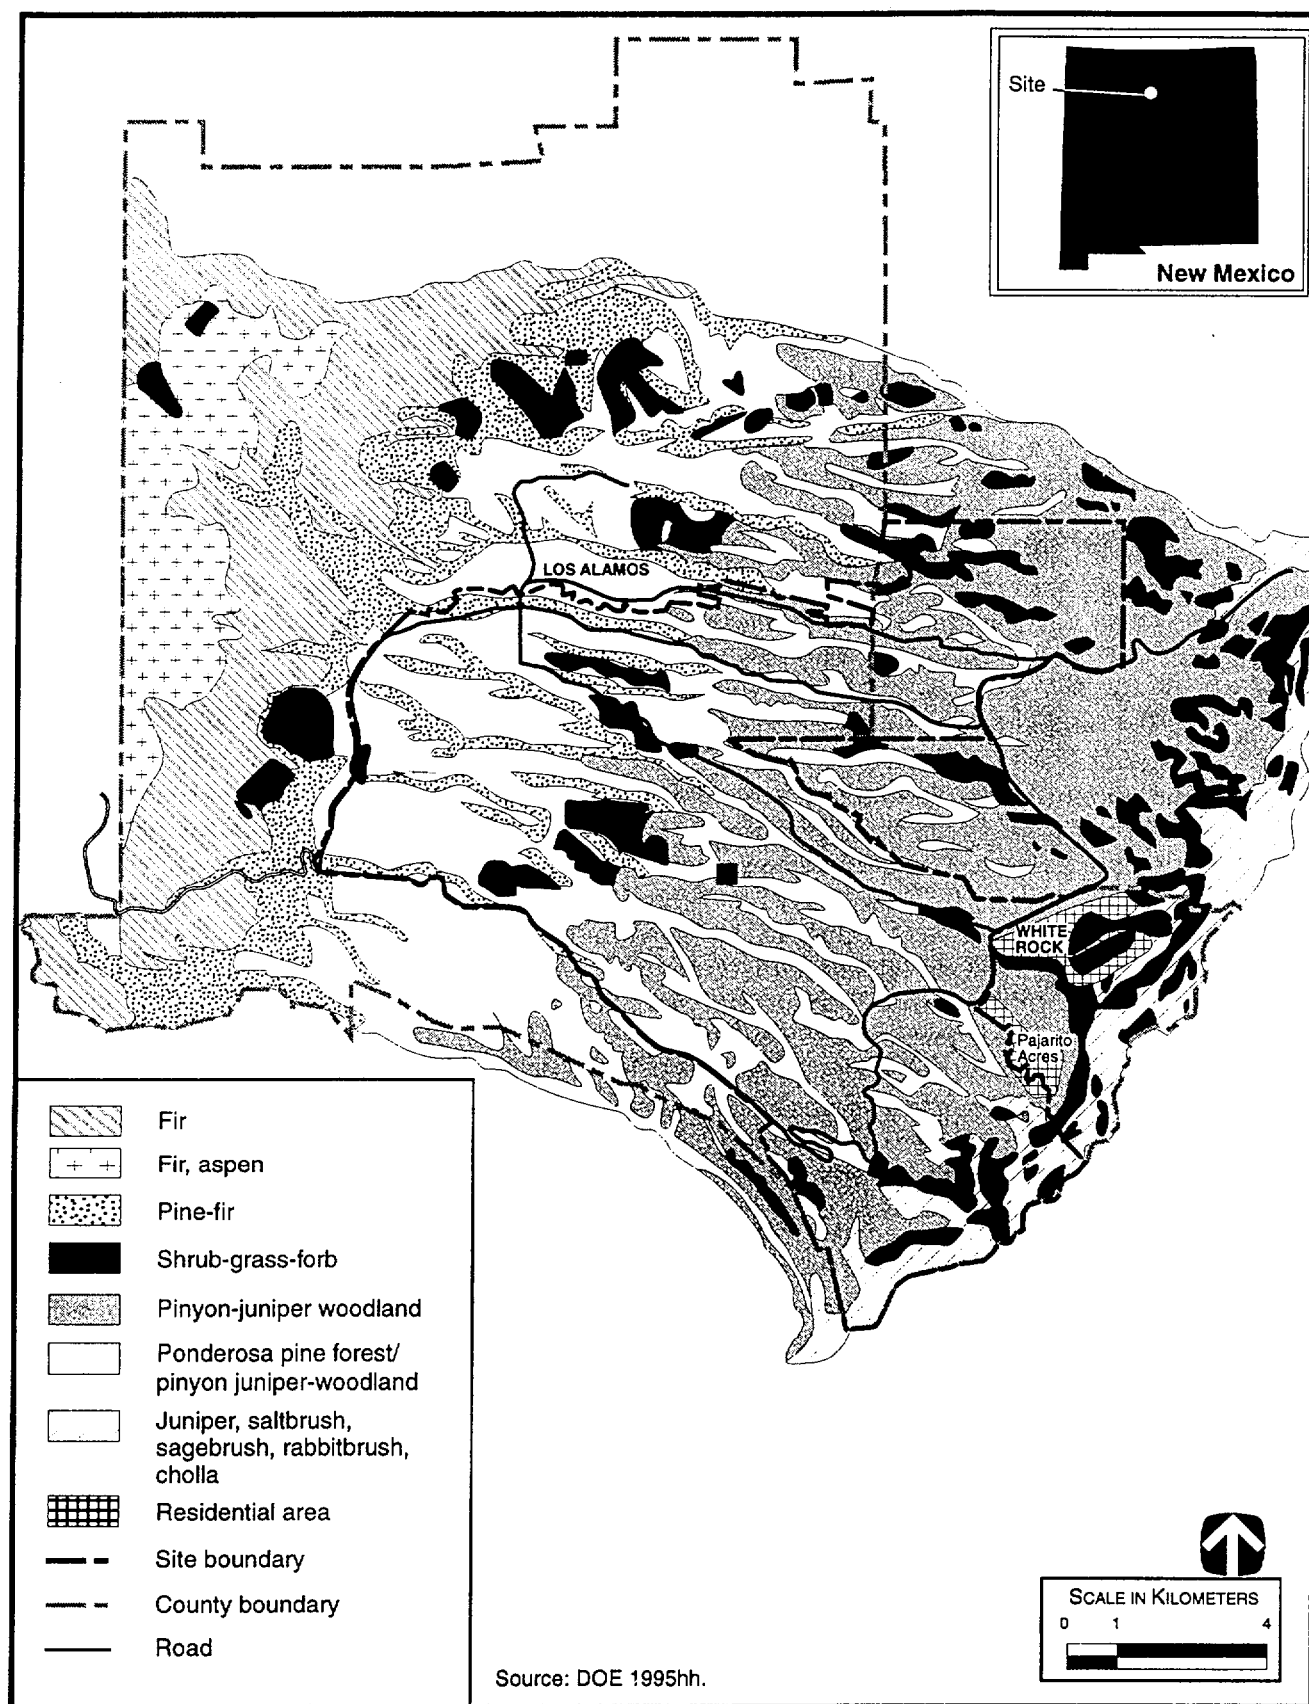 Site
New Mexico
LOS ALAMOS
WHITE
ROCK
Pajarito
Acres
Fir
Fir, aspen
Pine-fir
Shrub-grass-forb
Pinyon-juniper woodland
Ponderosa pine forest/
pinyon juniper-woodland
Juniper, saltbrush,
sagebrush, rabbitbrush,
cholla
Residential area
Site boundary
County boundary
Road
SCALE IN KILOMETERS
0 1 4
Source: DOE 1995hh.